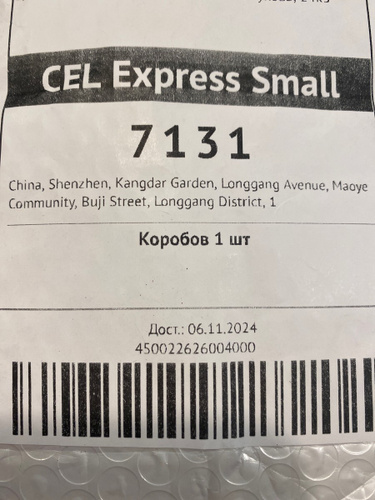 CEL Express Small
7131
China, Shenzhen, Kangdar Garden, Longgang Avenue, Maoye
Community, Buji Street, Longgang District, 1
Коробов 1 шт
Дост.: 06.11.2024
450022626004000